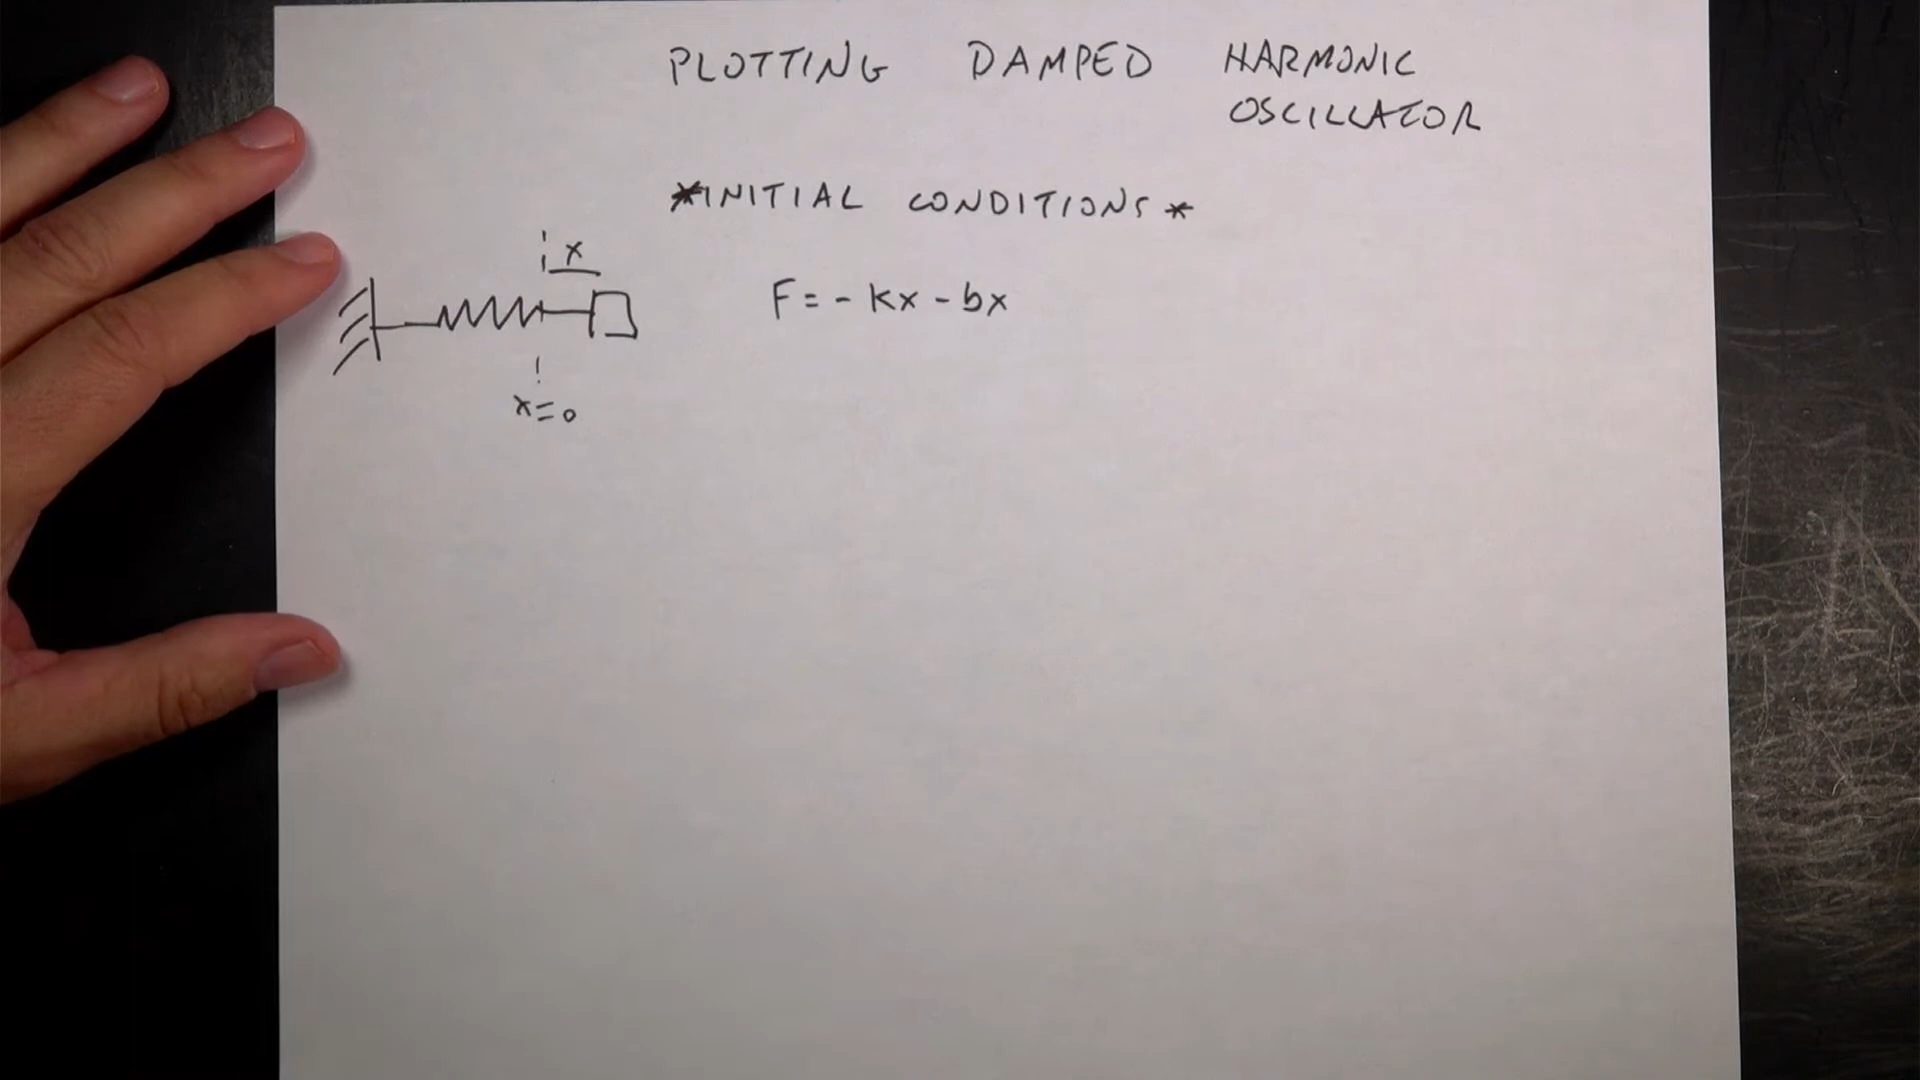 PLOTTING DAMPED HARMONIC
OSCILLATOR
*INITIAL CONDITIONS*
x
F = - kx - bx
x=0